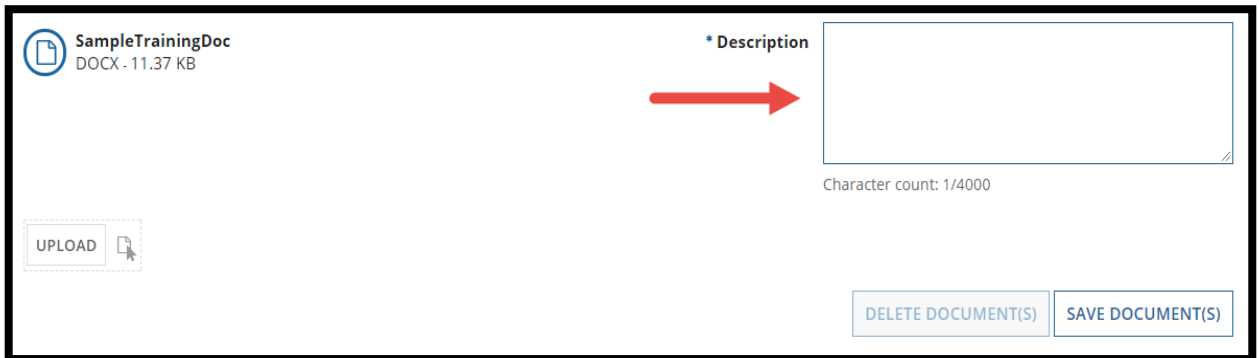 SampleTrainingDoc
DOCX - 11.37 KB
* Description
Character count: 1/4000
UPLOAD
DELETE DOCUMENT(S)
SAVE DOCUMENT(S)